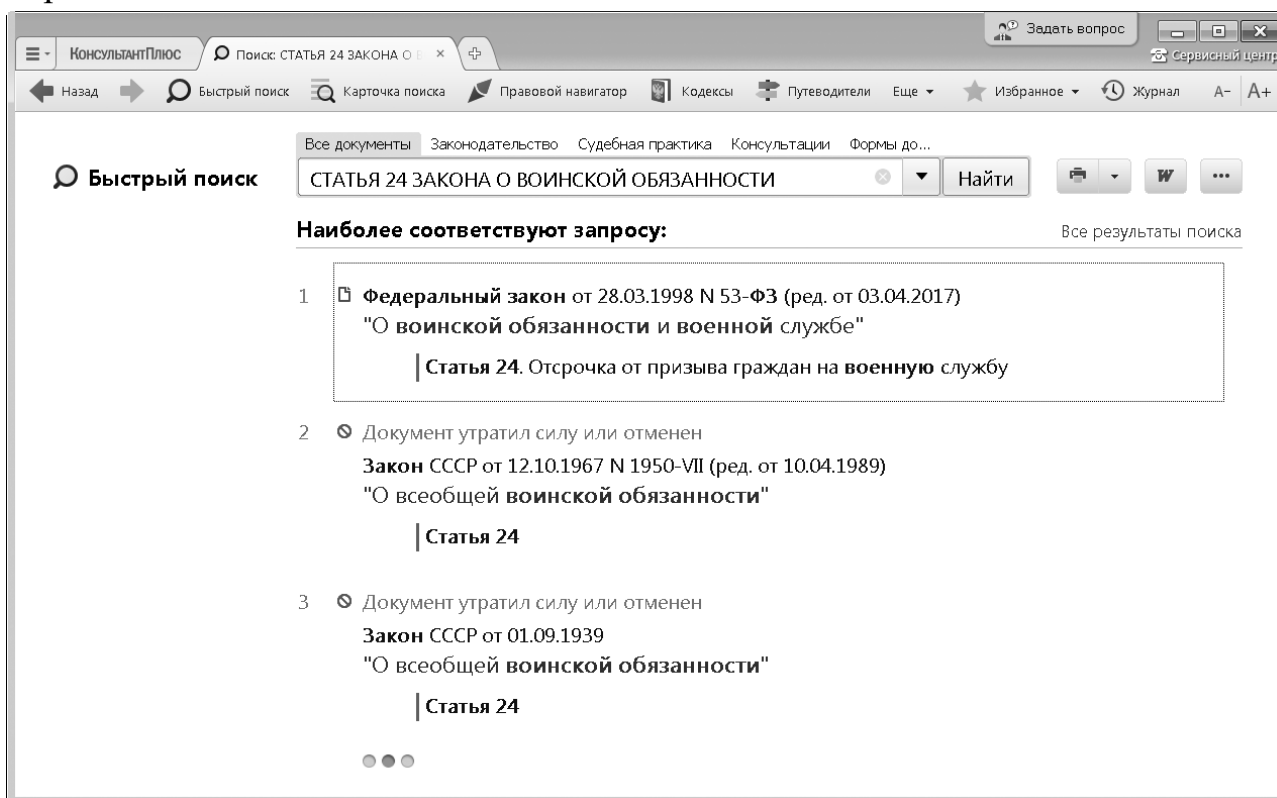 Задать вопрос
КонсультантПлюс Поиск: СТАТЬЯ 24 ЗАКОНА О
Сервисный центр
Назад Быстрый поиск Карточка поиска Правовой навигатор Кодексы Путеводители Еще Избранное Журнал A- A+
Все документы Законодательство Судебная практика Консультации Формы до...
Быстрый поиск СТАТЬЯ 24 ЗАКОНА О ВОИНСКОЙ ОБЯЗАННОСТИ Найти W ...
Наиболее соответствуют запросу: Все результаты поиска
1 Федеральный закон от 28.03.1998 N 53-ФЗ (ред. от 03.04.2017)
"О воинской обязанности и военной службе"
Статья 24. Отсрочка от призыва граждан на военную службу
2 Документ утратил силу или отменен
Закон СССР от 12.10.1967 N 1950-VII (ред. от 10.04.1989)
"О всеобщей воинской обязанности"
Статья 24
3 Документ утратил силу или отменен
Закон СССР от 01.09.1939
"О всеобщей воинской обязанности"
Статья 24